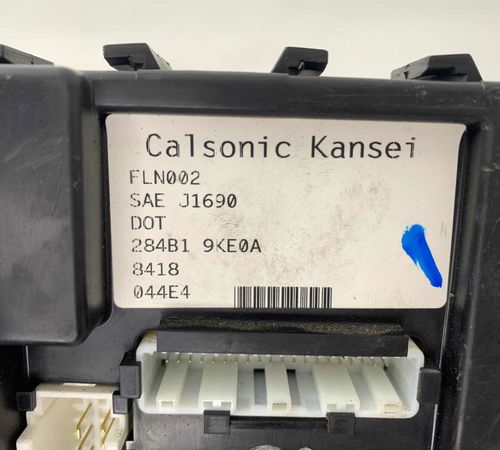 Calsonic Kansei
FLN002
SAE J1690
DOT
284B1 9KE0A
8418
044E4